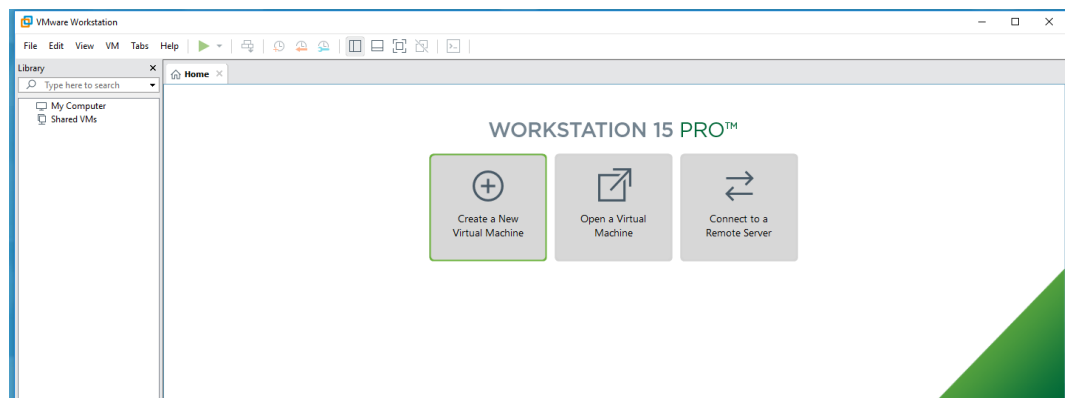 VMware Workstation
File Edit View VM Tabs Help
Library
Home
Type here to search
My Computer
Shared VMs
WORKSTATION 15 PRO™
Create a New
Virtual Machine
Open a Virtual
Machine
Connect to a
Remote Server